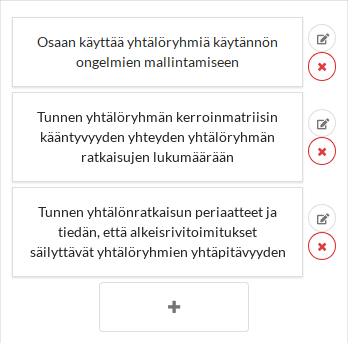 Osaan käyttää yhtälöryhmiä käytännön
ongelmien mallintamiseen
Tunnen yhtälöryhmän kerroinmatriisin
kääntyvyyden yhteyden yhtälöryhmän
ratkaisujen lukumäärään
Tunnen yhtälönratkaisun periaatteet ja
tiedän, että alkeisrivitoimitukset
säilyttävät yhtälöryhmien yhtäpitävyyden